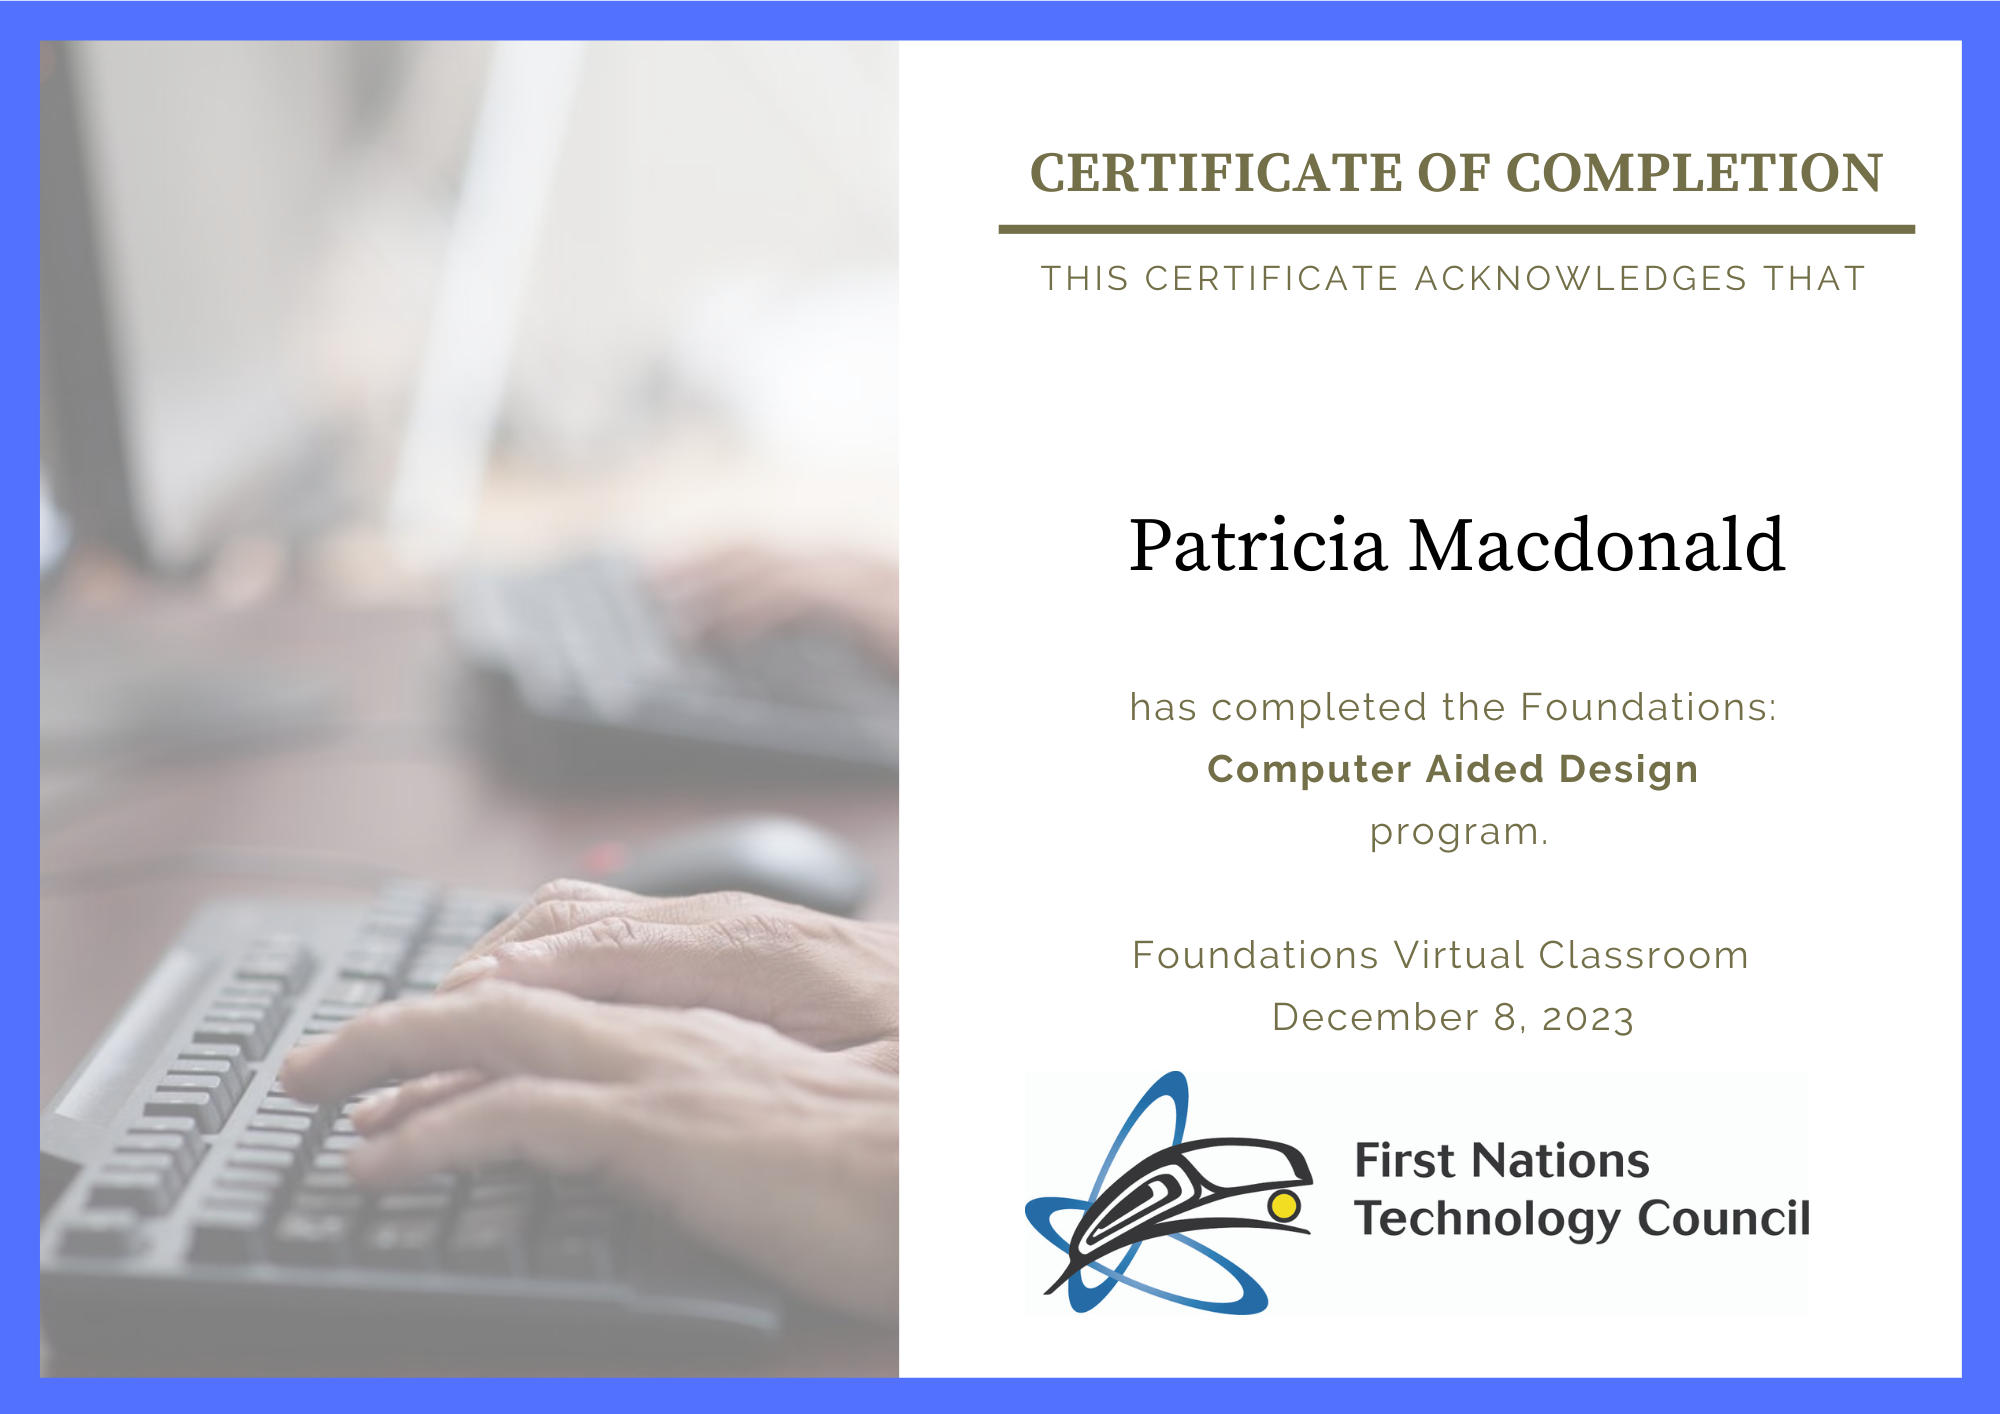 CERTIFICATE OF COMPLETION
THIS CERTIFICATE ACKNOWLEDGES THAT
Patricia Macdonald
has completed the Foundations:
Computer Aided Design
program.
Foundations Virtual Classroom
December 8, 2023
First Nations
Technology Council